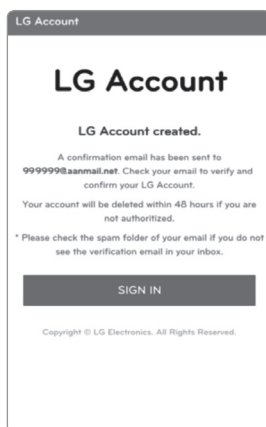 LG Account
LG Account
LG Account created.
A confirmation email has been sent to
999999@aanmail.net. Check your email to verify and
confirm your LG Account.
Your account will be deleted within 48 hours if you are
not authoritized.
* Please check the spam folder of your email if you do not
see the verification email in your inbox.
SIGN IN
Copyright © LG Electronics. All Rights Reserved.